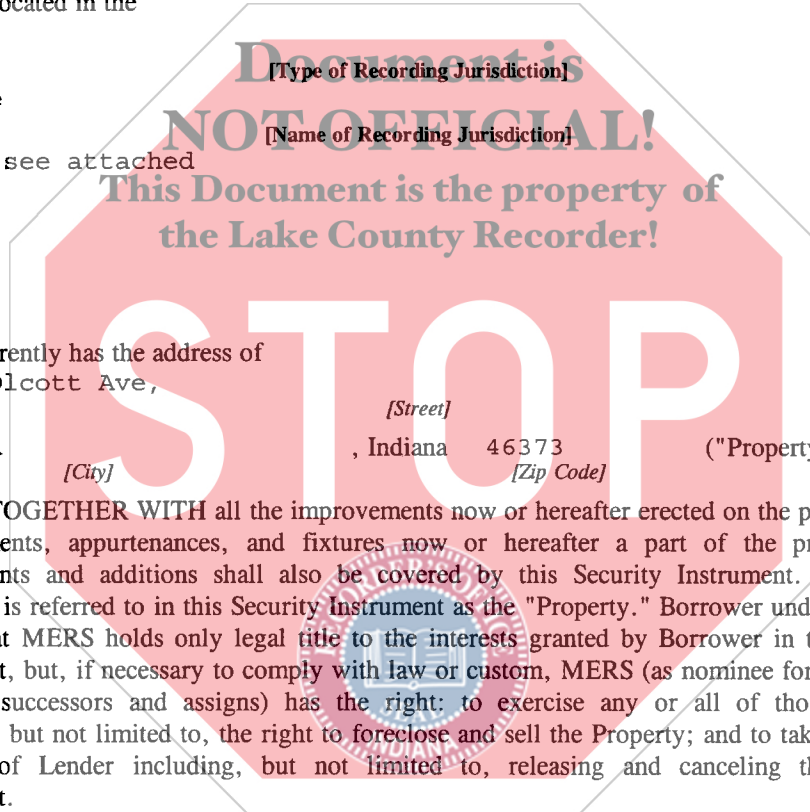 ocated in the
Document is
[Type of Recording Jurisdiction]
NOT OFFICIAL!
[Name of Recording Jurisdiction]
see attached
This Document is the property of
the Lake County Recorder!
STOP
rently has the address of
lcott Ave,
[Street]
, Indiana 46373 ("Property
[City] [Zip Code]
TOGETHER WITH all the improvements now or hereafter erected on the p
ents, appurtenances, and fixtures now or hereafter a part of the pr
nts and additions shall also be covered by this Security Instrument.
is referred to in this Security Instrument as the "Property." Borrower und
at MERS holds only legal title to the interests granted by Borrower in t
t, but, if necessary to comply with law or custom, MERS (as nominee for
successors and assigns) has the right: to exercise any or all of tho
but not limited to, the right to foreclose and sell the Property; and to tak
of Lender including, but not limited to, releasing and canceling th
t.
RECORDER'S OFFICE
SEAL
INDIANA